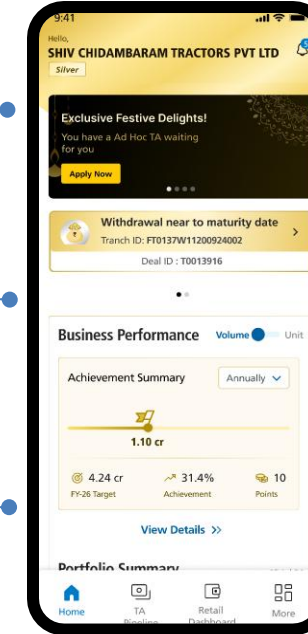 9:41
Hello,
SHIV CHIDAMBARAM TRACTORS PVT LTD
Silver
Exclusive Festive Delights!
You have a Ad Hoc TA waiting
for you
Apply Now
Withdrawal near to maturity date
Tranch ID: FT0137W11200924002
Deal ID : T0013916
Business Performance Volume Unit
Achievement Summary Annually
1.10 cr
4.24 cr 31.4% 10
FY-26 Target Achievement Points
View Details >>
Portfolio Summary
Home TA Retail More
Pipeline Dashboard